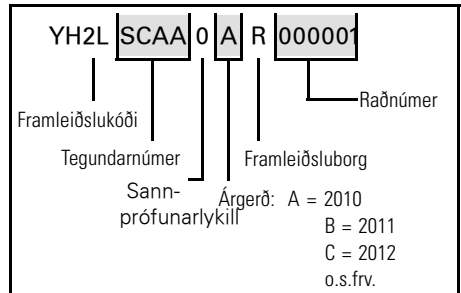 YH2L SCAA 0 A R 000001
Raðnúmer
Framleiðslukóði
Tegundarnúmer
Framleiðsluborg
Sann-
prófunarlykill
Árgerð: A = 2010
B = 2011
C = 2012
o.s.frv.